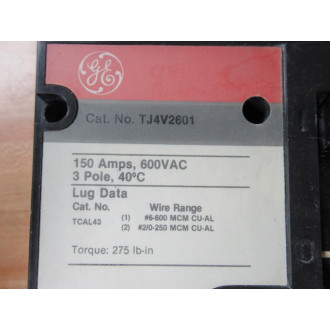 GE
Cat. No. TJ4V2601
150 Amps, 600VAC
3 Pole, 40°C
Lug Data
Cat. No. Wire Range
TCAL43 (1) #6-600 MCM CU-AL
(2) #2/0-250 MCM CU-AL
Torque: 275 lb-in